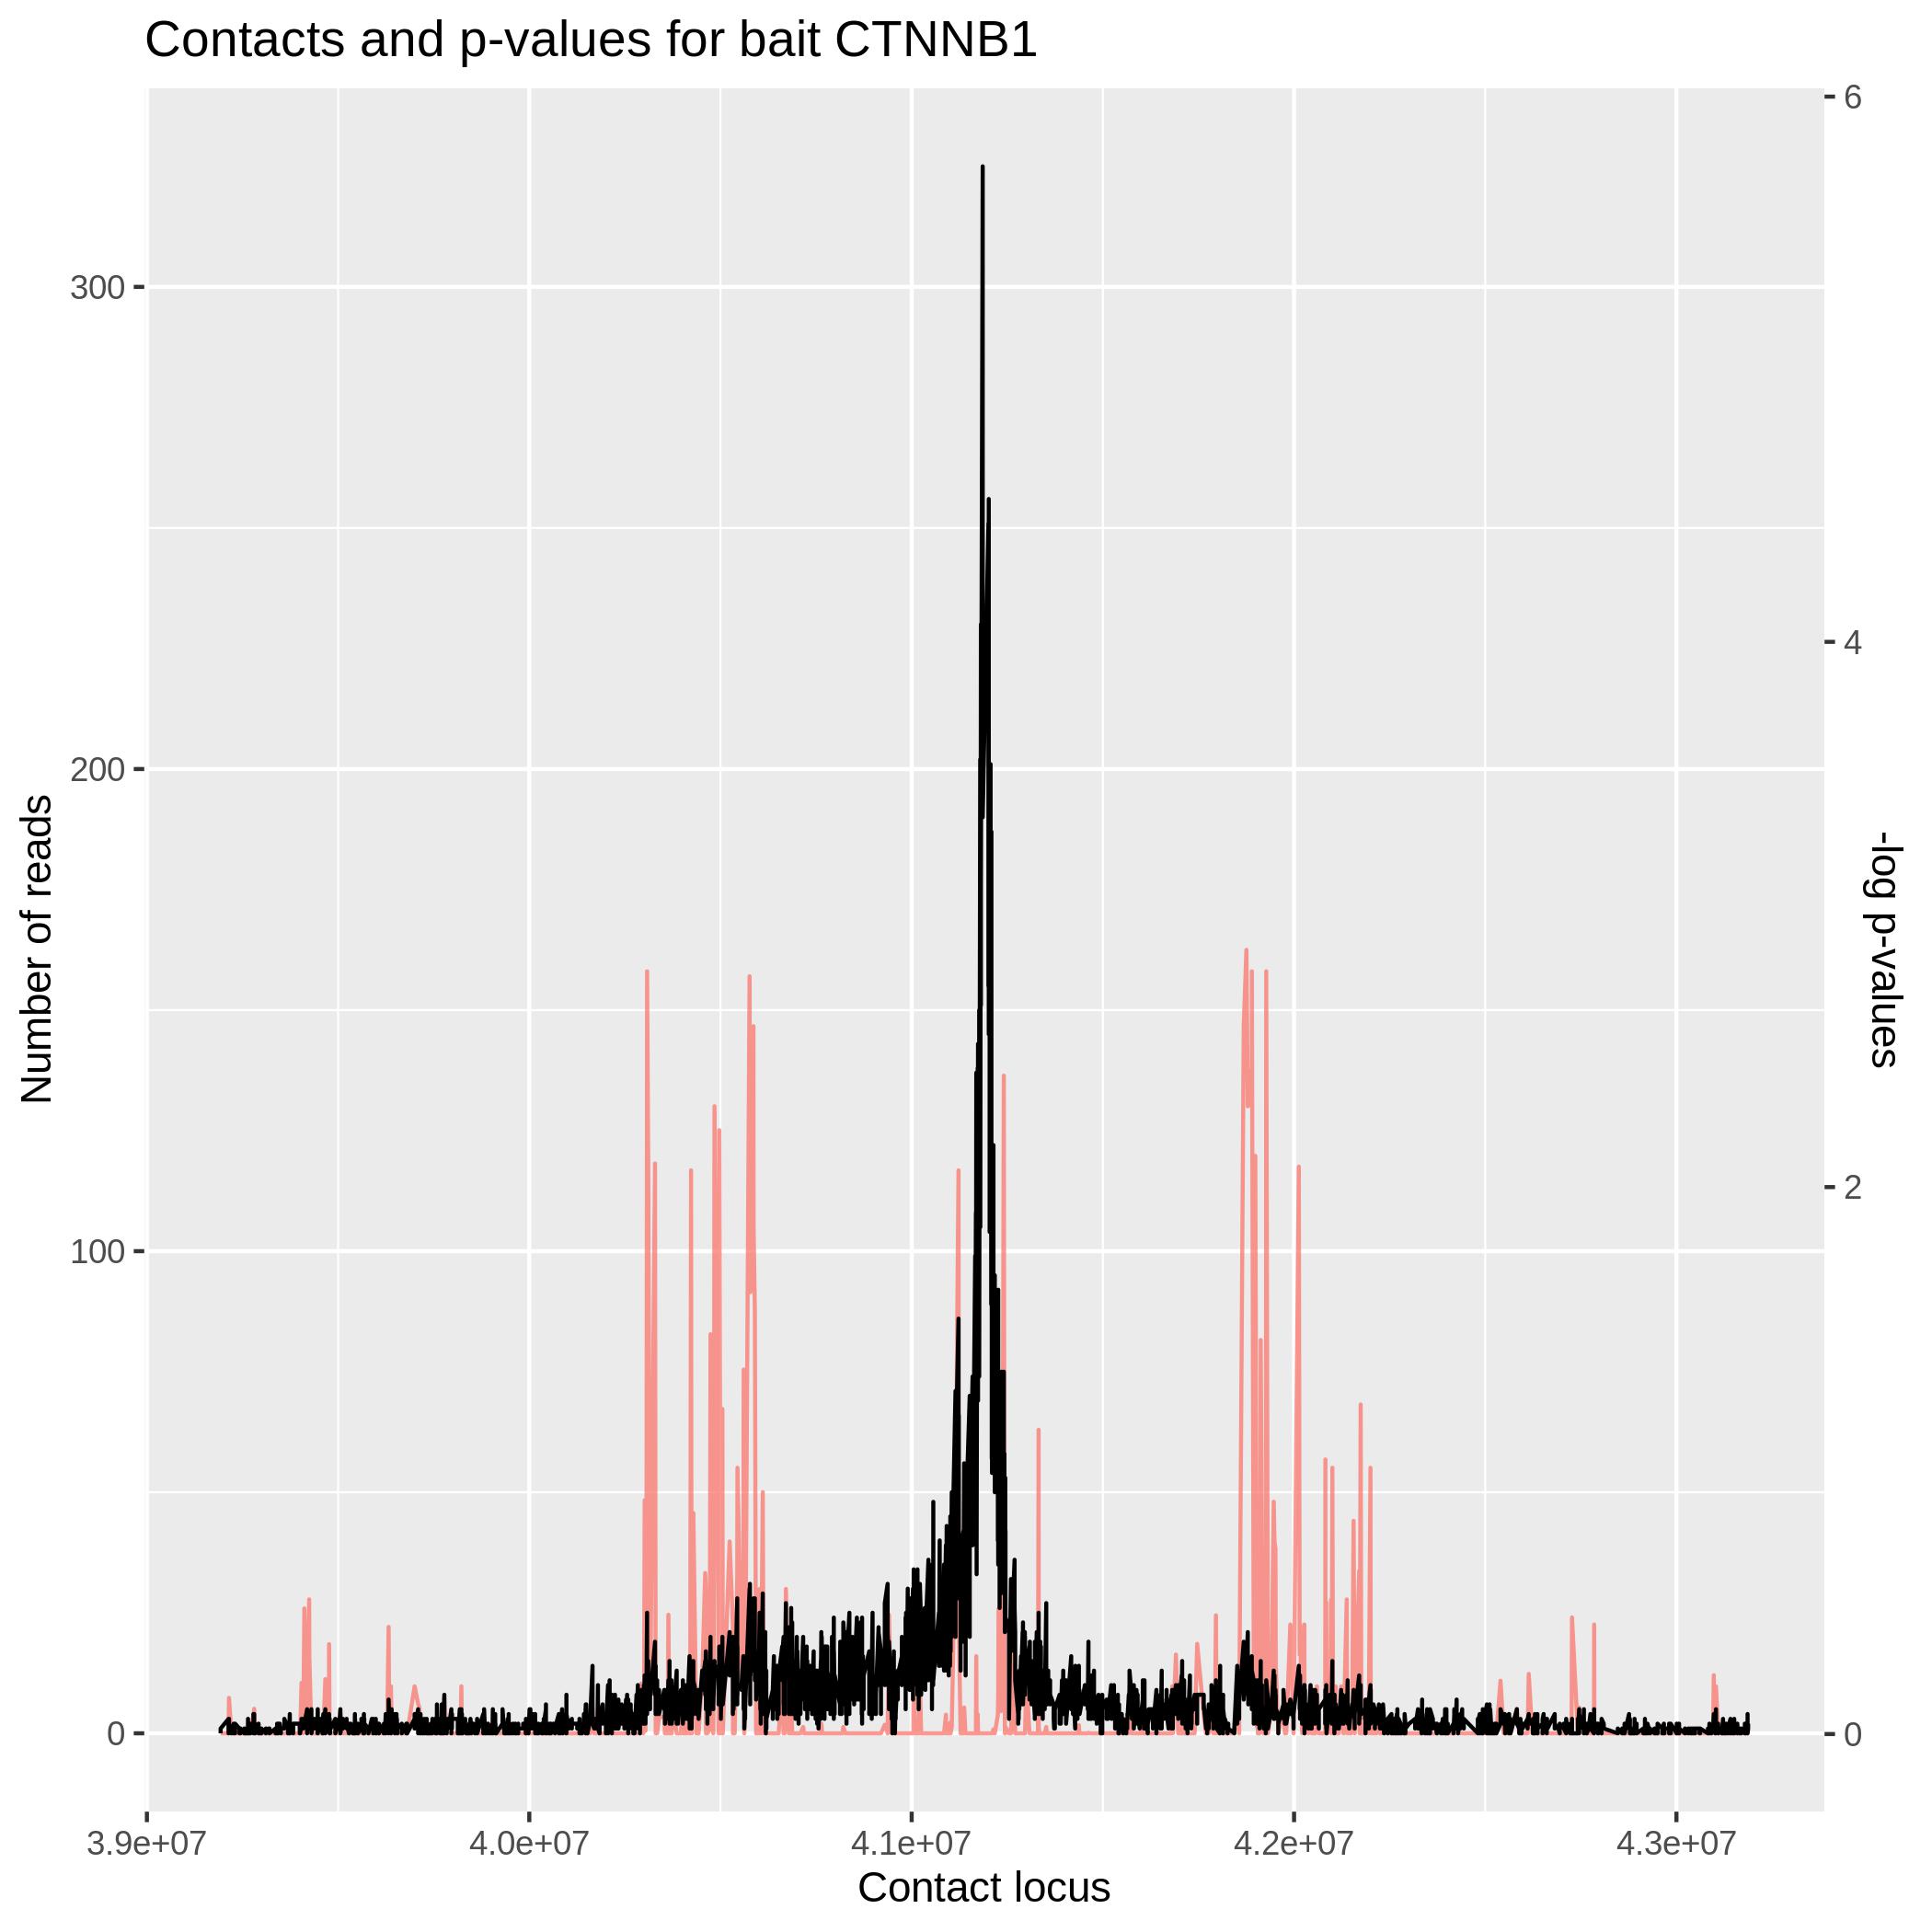 Contacts and p-values for bait CTNNB1
6
300
4
200
Number of reads
-log p-values
2
100
0
0
3.9e+07 4.0e+07 4.1e+07 4.2e+07 4.3e+07
Contact locus